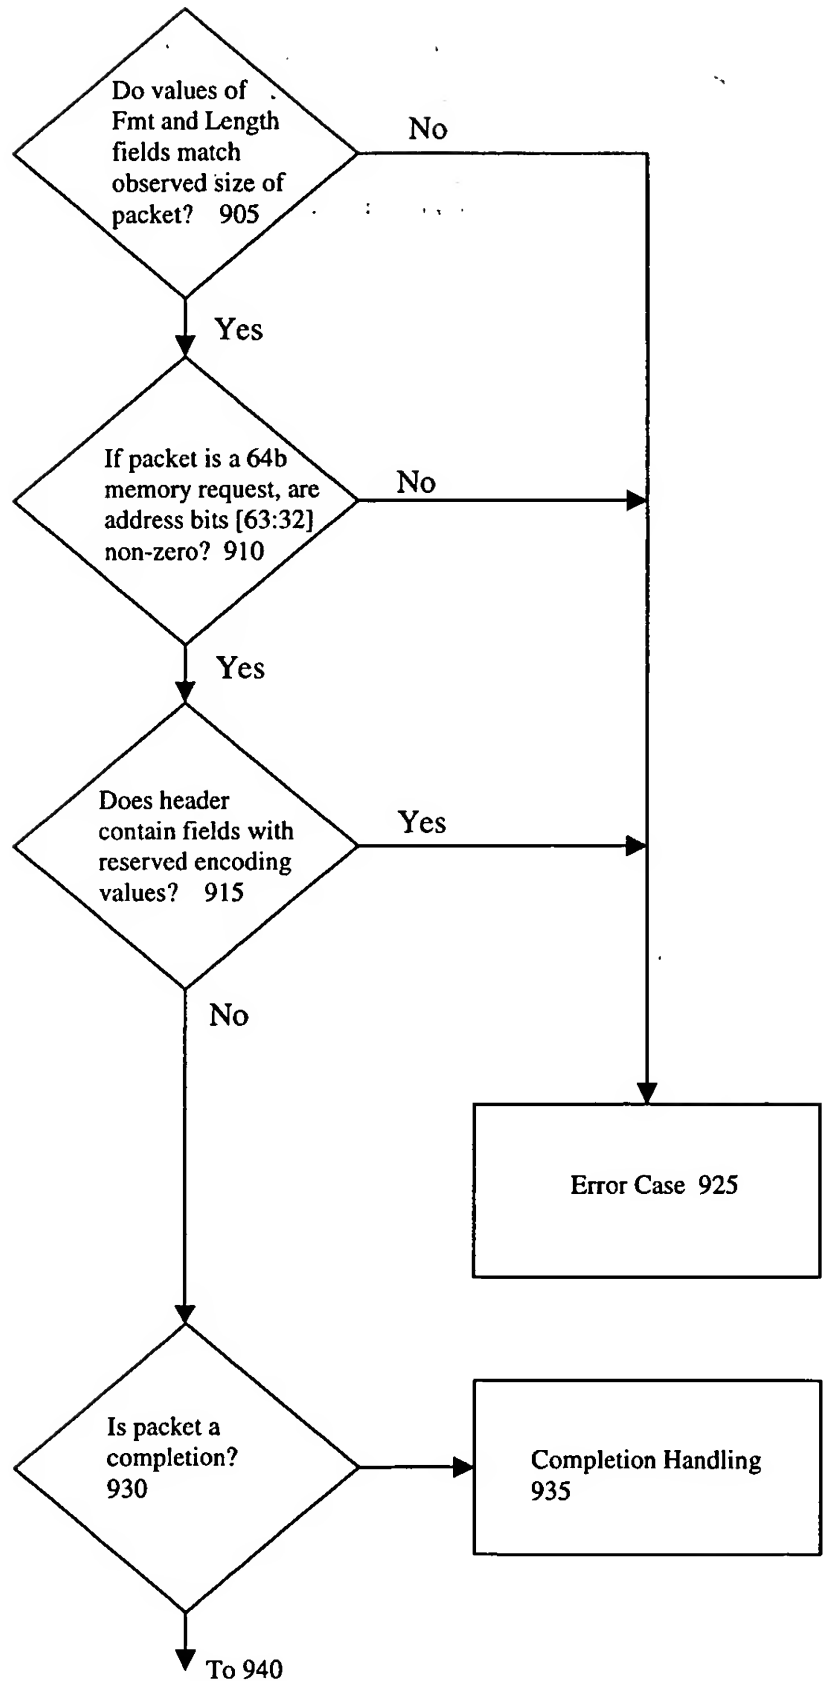 Do values of
Fmt and Length
fields match
observed size of
packet? 905
No
Yes
If packet is a 64b
memory request, are
address bits [63:32]
non-zero? 910
No
Yes
Does header
contain fields with
reserved encoding
values? 915
Yes
No
Error Case 925
Is packet a
completion?
930
Completion Handling
935
To 940